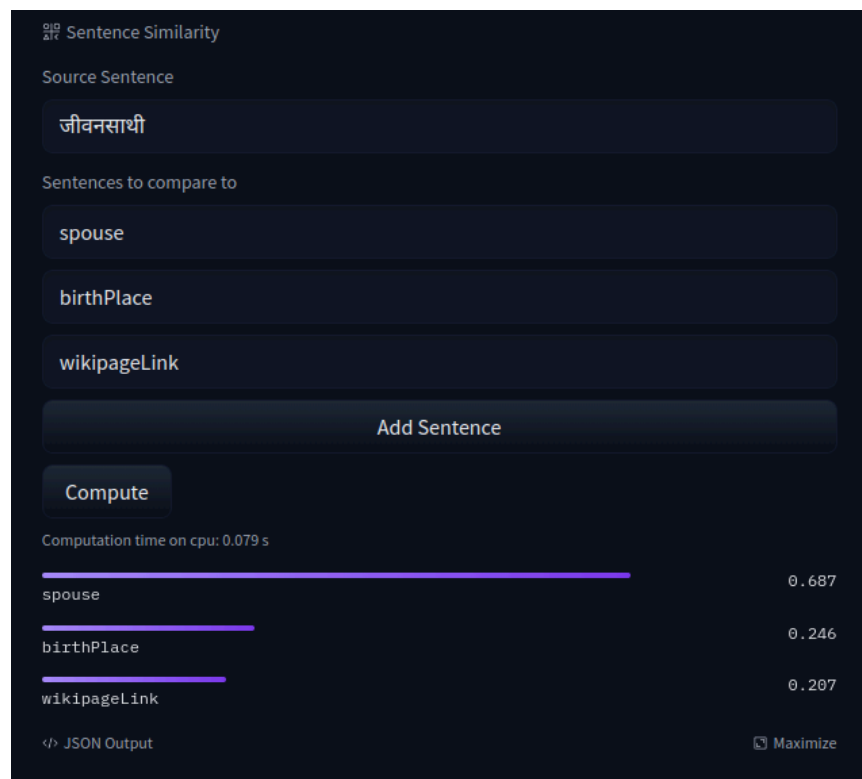 Sentence Similarity
Source Sentence
जीवनसाथी
Sentences to compare to
spouse
birthPlace
wikipageLink
Add Sentence
Compute
Computation time on cpu: 0.079 s
0.687
spouse
0.246
birthPlace
0.207
wikipageLink
</> JSON Output Maximize